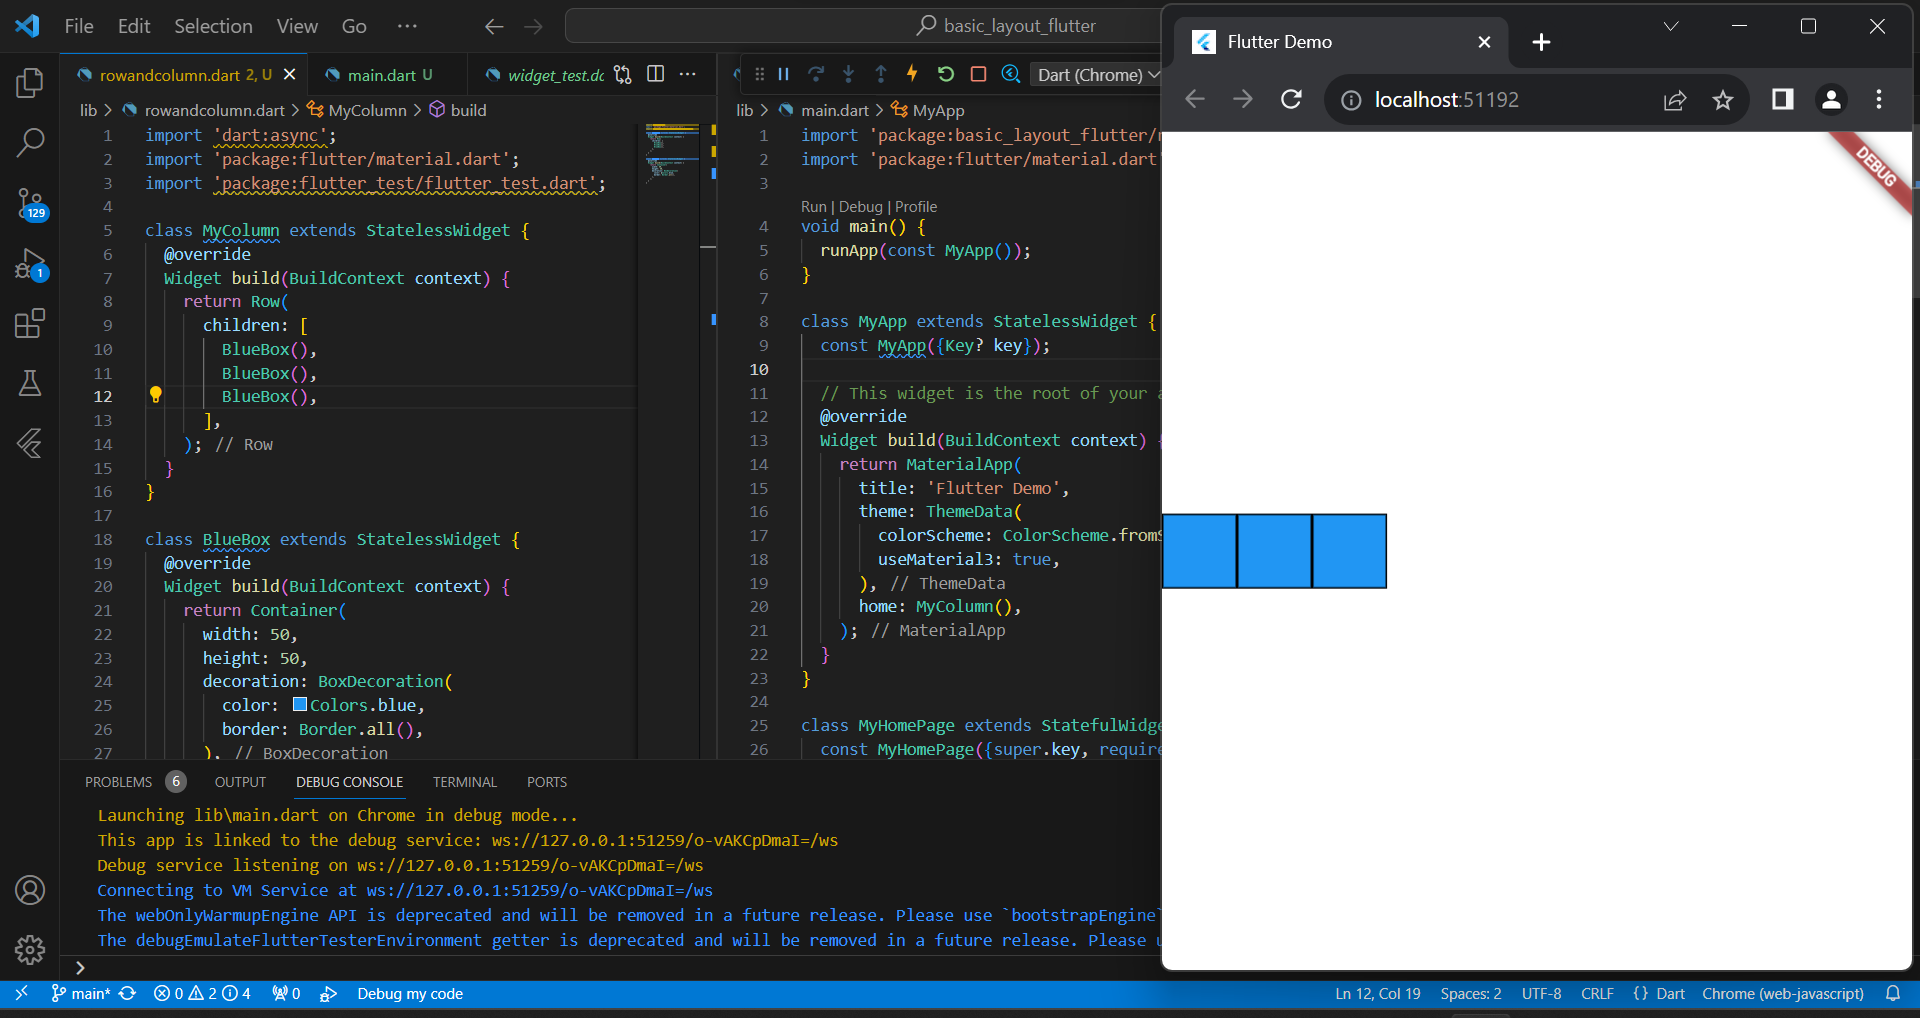 File Edit Selection View Go ··· basic_layout_flutter
rowandcolumn.dart 2, U main.dart U widget_test.dc
lib > rowandcolumn.dart > MyColumn > build
1 import 'dart:async';
2 import 'package:flutter/material.dart';
3 import 'package:flutter_test/flutter_test.dart';
4
5 class MyColumn extends StatelessWidget {
6 @override
7 Widget build(BuildContext context) {
8 return Row(
9 children: [
10 BlueBox(),
11 BlueBox(),
12 BlueBox(),
13 ],
14 ); // Row
15 }
16 }
17
18 class BlueBox extends StatelessWidget {
19 @override
20 Widget build(BuildContext context) {
21 return Container(
22 width: 50,
23 height: 50,
24 decoration: BoxDecoration(
25 color: Colors.blue,
26 border: Border.all(),
27 ), // BoxDecoration
Dart (Chrome)
lib > main.dart > MyApp
1 import 'package:basic_layout_flutter/
2 import 'package:flutter/material.dart
3
Run | Debug | Profile
4 void main() {
5 runApp(const MyApp());
6 }
7
8 class MyApp extends StatelessWidget {
9 const MyApp({Key? key});
10
11 // This widget is the root of your
12 @override
13 Widget build(BuildContext context) {
14 return MaterialApp(
15 title: 'Flutter Demo',
16 theme: ThemeData(
17 colorScheme: ColorScheme.from
18 useMaterial3: true,
19 ), // ThemeData
20 home: MyColumn(),
21 ); // MaterialApp
22 }
23 }
24
25 class MyHomePage extends StatefulWidge
26 const MyHomePage({super.key, require
Flutter Demo
localhost:51192
DEBUG
129
1
PROBLEMS 6 OUTPUT DEBUG CONSOLE TERMINAL PORTS
Launching lib\main.dart on Chrome in debug mode...
This app is linked to the debug service: ws://127.0.0.1:51259/o-vAKCpDmaI=/ws
Debug service listening on ws://127.0.0.1:51259/o-vAKCpDmaI=/ws
Connecting to VM Service at ws://127.0.0.1:51259/o-vAKCpDmaI=/ws
The webOnlyWarmupEngine API is deprecated and will be removed in a future release. Please use `bootstrapEngine`
The debugEmulateFlutterTesterEnvironment getter is deprecated and will be removed in a future release. Please u
>
main* 0 2 4 0 Debug my code Ln 12, Col 19 Spaces: 2 UTF-8 CRLF {} Dart Chrome (web-javascript)